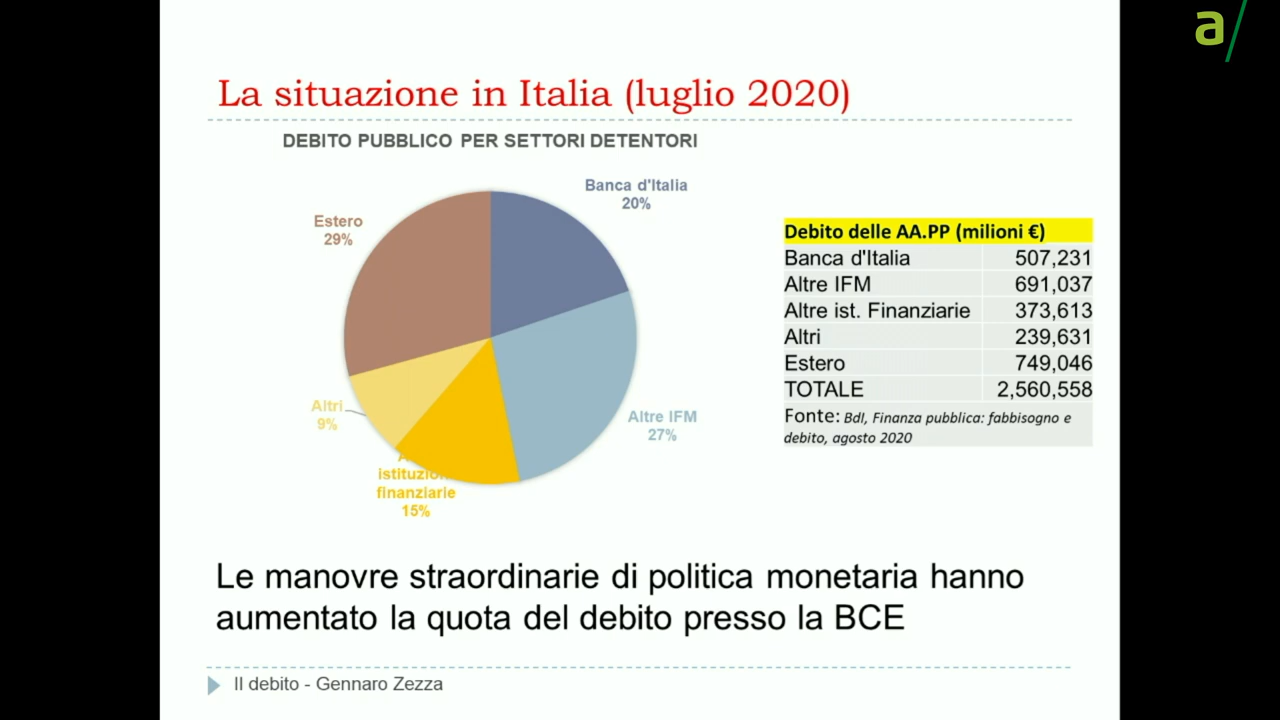 a/
La situazione in Italia (luglio 2020)
DEBITO PUBBLICO PER SETTORI DETENTORI
Banca d'Italia
20%
Estero
29%
Altri
9%
Altre IFM
27%
istituzioni
finanziarie
15%
Debito delle AA.PP (milioni €)
Banca d'Italia 507,231
Altre IFM 691,037
Altre ist. Finanziarie 373,613
Altri 239,631
Estero 749,046
TOTALE 2,560,558
Fonte: BdI, Finanza pubblica: fabbisogno e
debito, agosto 2020
Le manovre straordinarie di politica monetaria hanno
aumentato la quota del debito presso la BCE
Il debito - Gennaro Zezza